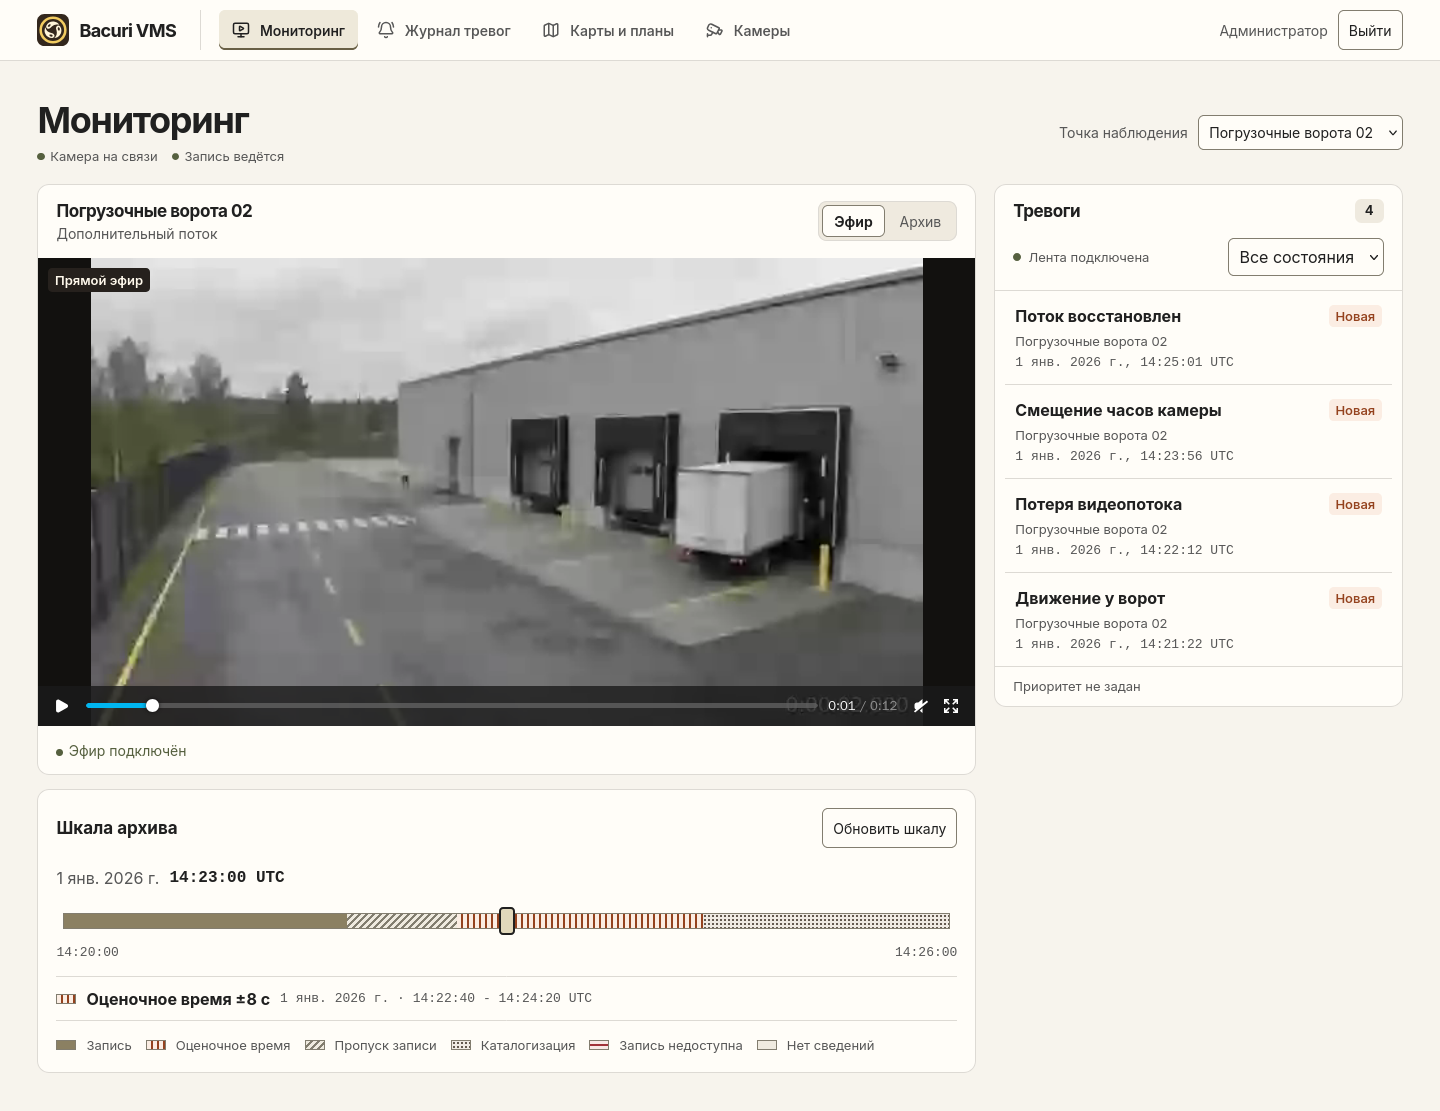 Bacuri VMS
Мониторинг
Журнал тревог
Карты и планы
Камеры
Администратор
Выйти
Мониторинг
Камера на связи
Запись ведётся
Точка наблюдения
Погрузочные ворота 02
Погрузочные ворота 02
Дополнительный поток
Эфир
Архив
Прямой эфир
0:01 / 0:12
Эфир подключён
Тревоги
4
Лента подключена
Все состояния
Поток восстановлен
Новая
Погрузочные ворота 02
1 янв. 2026 г., 14:25:01 UTC
Смещение часов камеры
Новая
Погрузочные ворота 02
1 янв. 2026 г., 14:23:56 UTC
Потеря видеопотока
Новая
Погрузочные ворота 02
1 янв. 2026 г., 14:22:12 UTC
Движение у ворот
Новая
Погрузочные ворота 02
1 янв. 2026 г., 14:21:22 UTC
Приоритет не задан
Шкала архива
Обновить шкалу
1 янв. 2026 г. 14:23:00 UTC
14:20:00
14:26:00
Оценочное время ±8 с 1 янв. 2026 г. · 14:22:40 - 14:24:20 UTC
Запись
Оценочное время
Пропуск записи
Каталогизация
Запись недоступна
Нет сведений